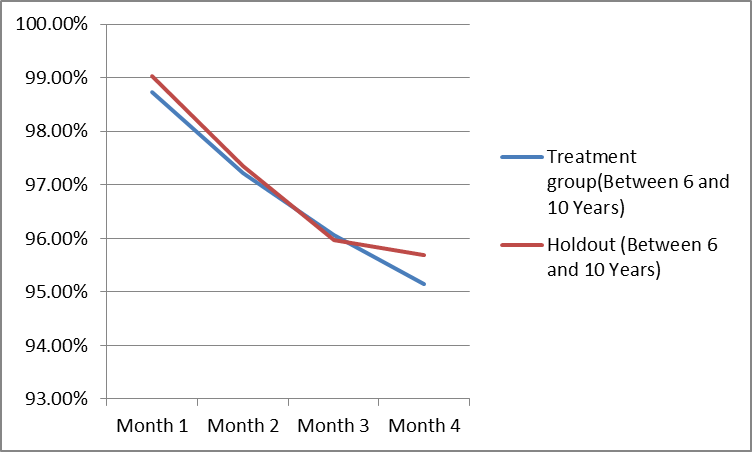 100.00%
99.00%
98.00%
97.00%
96.00%
95.00%
94.00%
93.00%
Month 1 Month 2 Month 3 Month 4
Treatment
group(Between 6 and
10 Years)
Holdout (Between 6
and 10 Years)